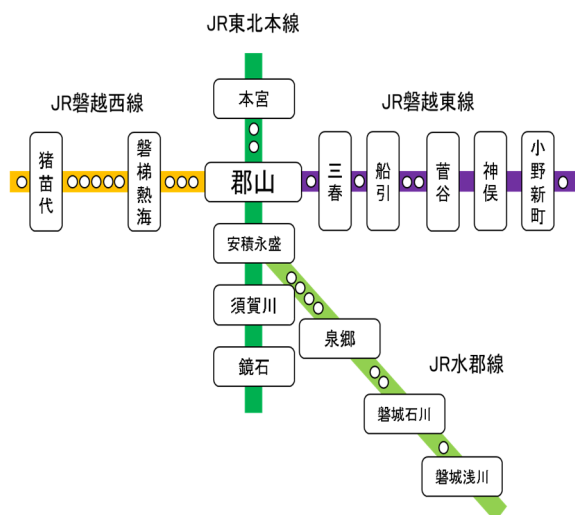 JR東北本線
JR磐越西線
JR磐越東線
本宮
猪苗代
磐梯熱海
郡山
三春
船引
菅谷
神俣
小野新町
安積永盛
須賀川
泉郷
鏡石
JR水郡線
磐城石川
磐城浅川